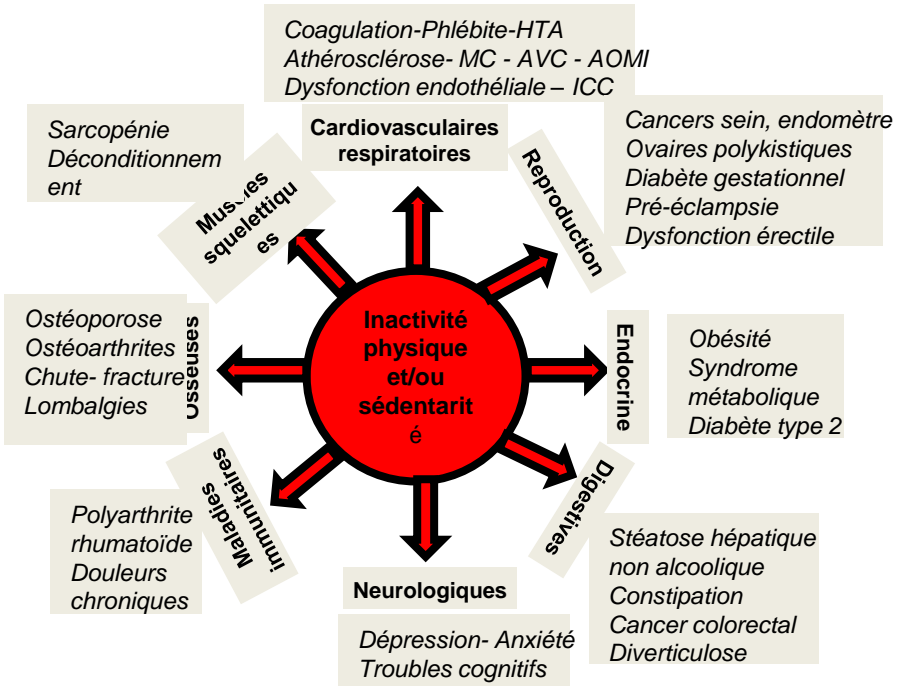 Coagulation-Phlébite-HTA
Athérosclérose- MC - AVC - AOMI
Dysfonction endothéliale – ICC
Cardiovasculaires
respiratoires
Cancers sein, endomètre
Ovaires polykistiques
Diabète gestationnel
Pré-éclampsie
Dysfonction érectile
Reproduction
Sarcopénie
Déconditionnem
ent
Muscles
squelettiqu
es
Inactivité
physique
et/ou
sédentarit
é
Ostéoporose
Ostéoarthrites
Chute- fracture
Lombalgies
Osseuses
Endocrine
Obésité
Syndrome
métabolique
Diabète type 2
Maladies
immunitaires
Polyarthrite
rhumatoïde
Douleurs
chroniques
Digestives
Stéatose hépatique
non alcoolique
Constipation
Cancer colorectal
Diverticulose
Neurologiques
Dépression- Anxiété
Troubles cognitifs